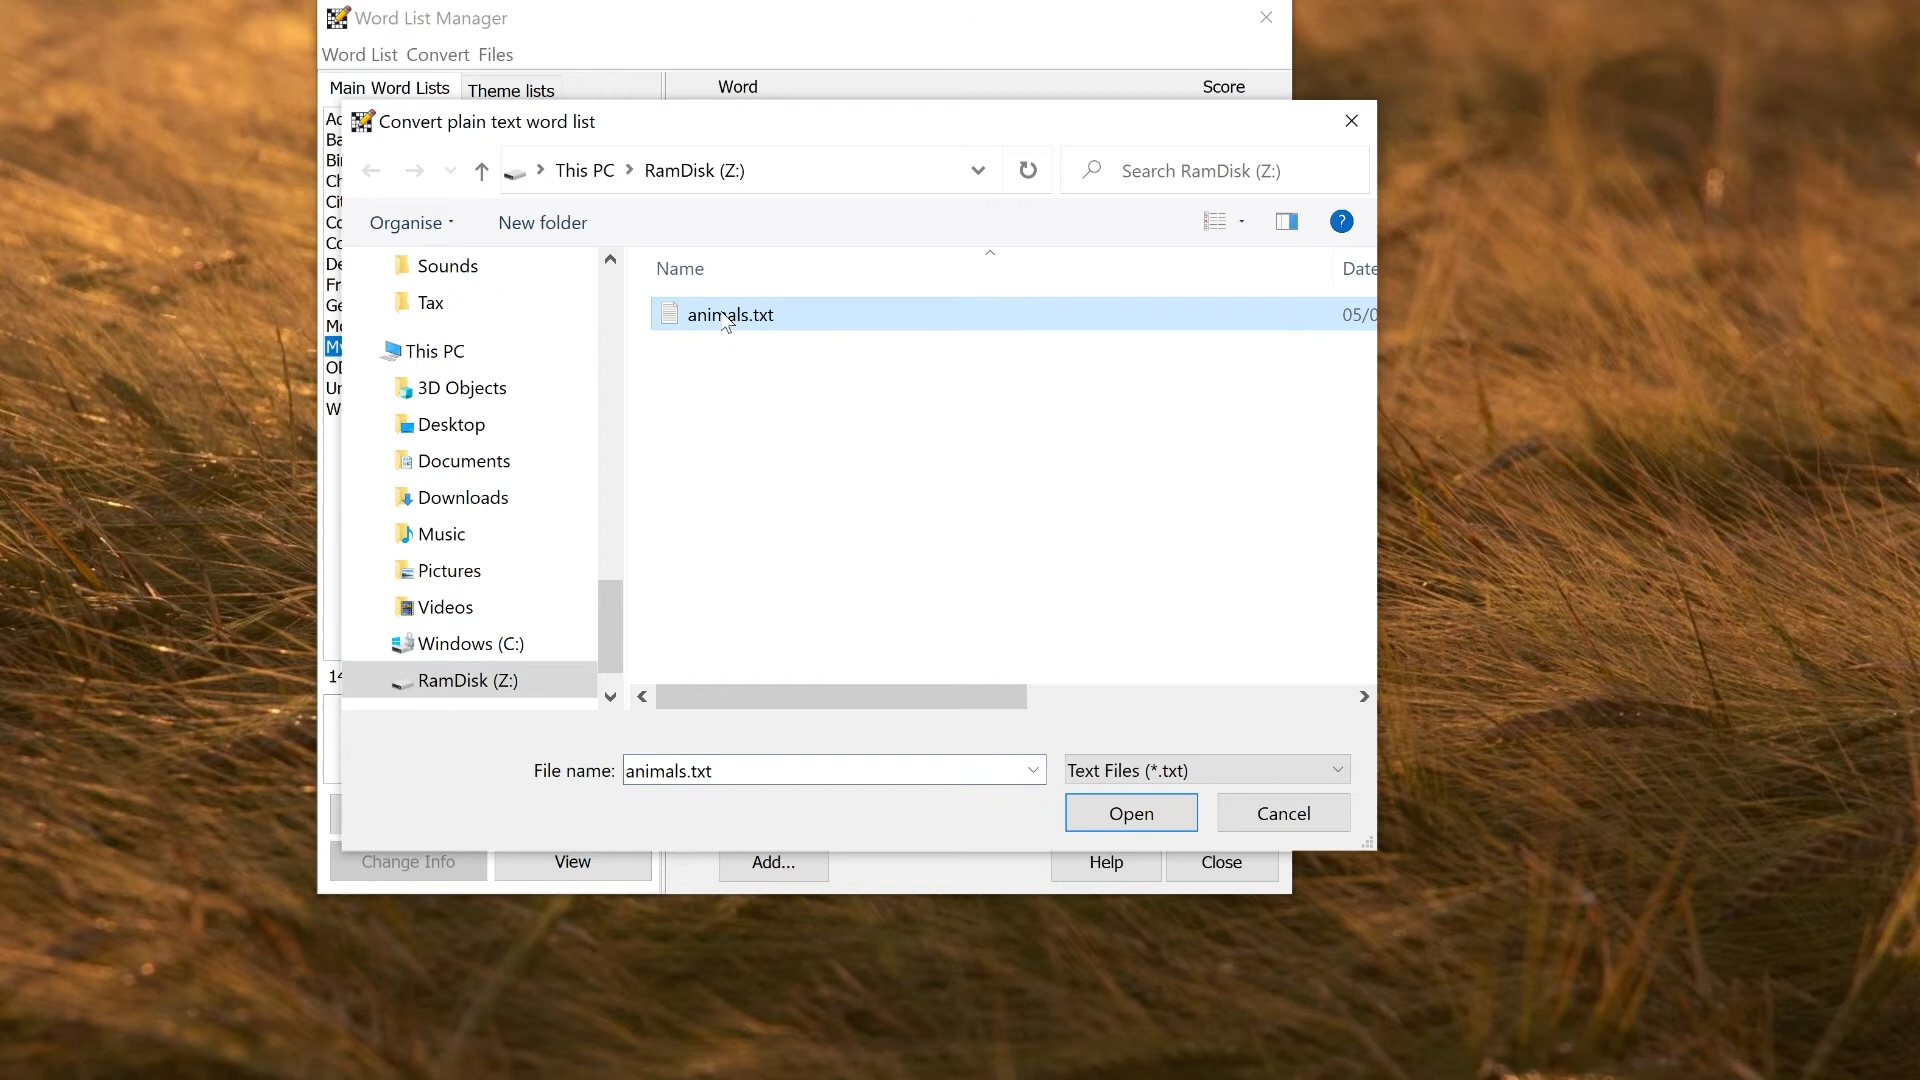 Word List Manager
Word List Convert Files
Main Word Lists Theme lists Word Score
Convert plain text word list
This PC RamDisk (Z:) Search RamDisk (Z:)
Organise New folder ?
Name Date
Sounds
animals.txt 05/0
Tax
This PC
3D Objects
Desktop
Documents
Downloads
Music
Pictures
Videos
Windows (C:)
RamDisk (Z:)
File name: animals.txt Text Files (*.txt)
Open Cancel
Change Info View Add... Help Close